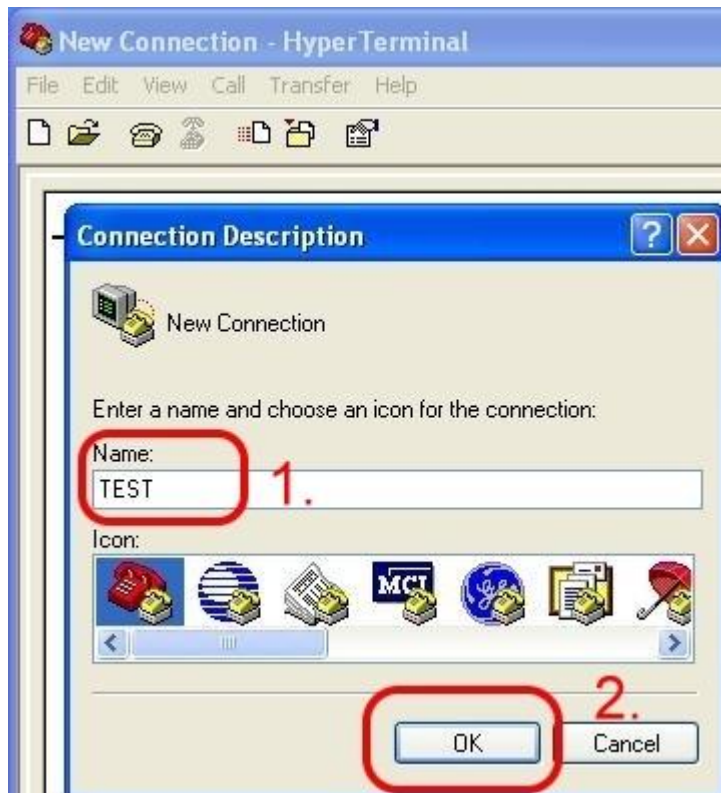 New Connection - HyperTerminal
File Edit View Call Transfer Help
Connection Description
New Connection
Enter a name and choose an icon for the connection:
Name:
TEST
1.
Icon:
MCI
2.
OK
Cancel